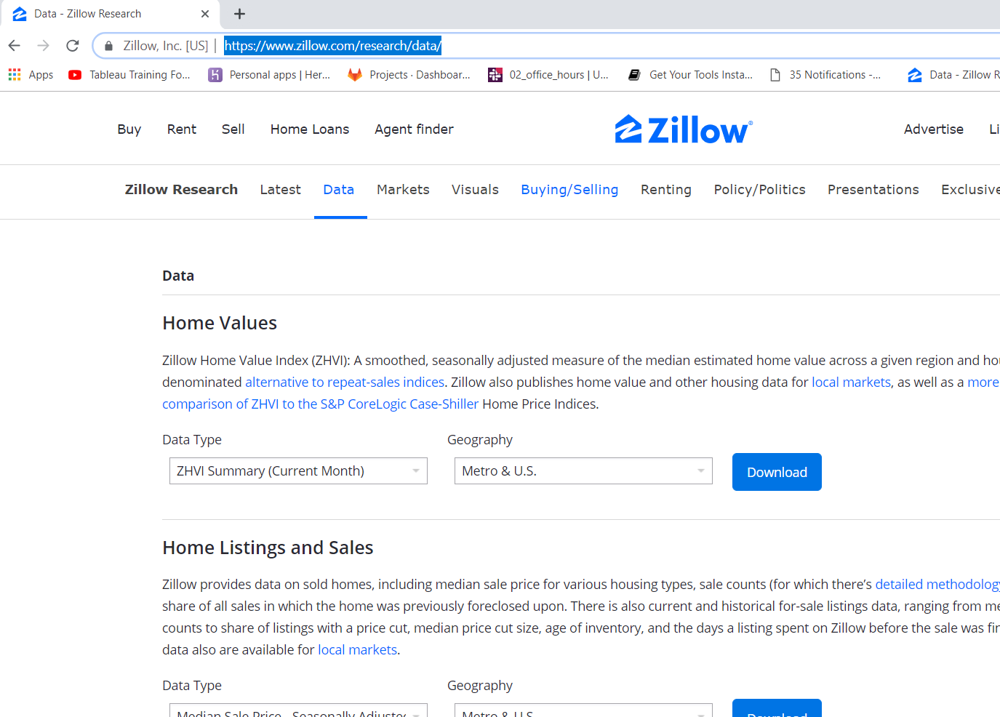 Data - Zillow Research
Zillow, Inc. [US] | https://www.zillow.com/research/data/
Apps Tableau Training Fo... Personal apps | Her... Projects · Dashboar... 02_office_hours | U... Get Your Tools Insta... 35 Notifications -... Data - Zillow R
Buy Rent Sell Home Loans Agent finder Zillow® Advertise Li
Zillow Research Latest Data Markets Visuals Buying/Selling Renting Policy/Politics Presentations Exclusive
Data
Home Values
Zillow Home Value Index (ZHVI): A smoothed, seasonally adjusted measure of the median estimated home value across a given region and hou
denominated alternative to repeat-sales indices. Zillow also publishes home value and other housing data for local markets, as well as a more
comparison of ZHVI to the S&P CoreLogic Case-Shiller Home Price Indices.
Data Type Geography
ZHVI Summary (Current Month) Metro & U.S. Download
Home Listings and Sales
Zillow provides data on sold homes, including median sale price for various housing types, sale counts (for which there's detailed methodology
share of all sales in which the home was previously foreclosed upon. There is also current and historical for-sale listings data, ranging from me
counts to share of listings with a price cut, median price cut size, age of inventory, and the days a listing spent on Zillow before the sale was fin
data also are available for local markets.
Data Type Geography
Median Sale Price - Seasonally Adjusted Metro & U.S. Download